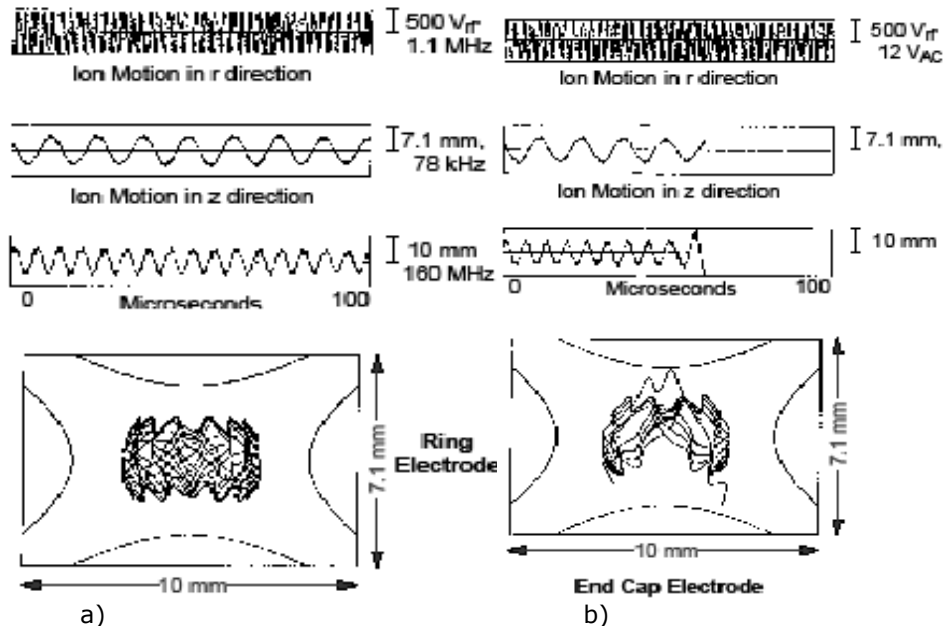 500 Vrf
1.1 MHz
Ion Motion in r direction
7.1 mm,
78 kHz
Ion Motion in z direction
10 mm
160 MHz
0 Microseconds 100
7.1 mm
10 mm
a)
500 Vrf
12 VAC
Ion Motion in r direction
7.1 mm,
Ion Motion in z direction
10 mm
0 Microseconds 100
Ring
Electrode
7.1 mm
10 mm
End Cap Electrode
b)